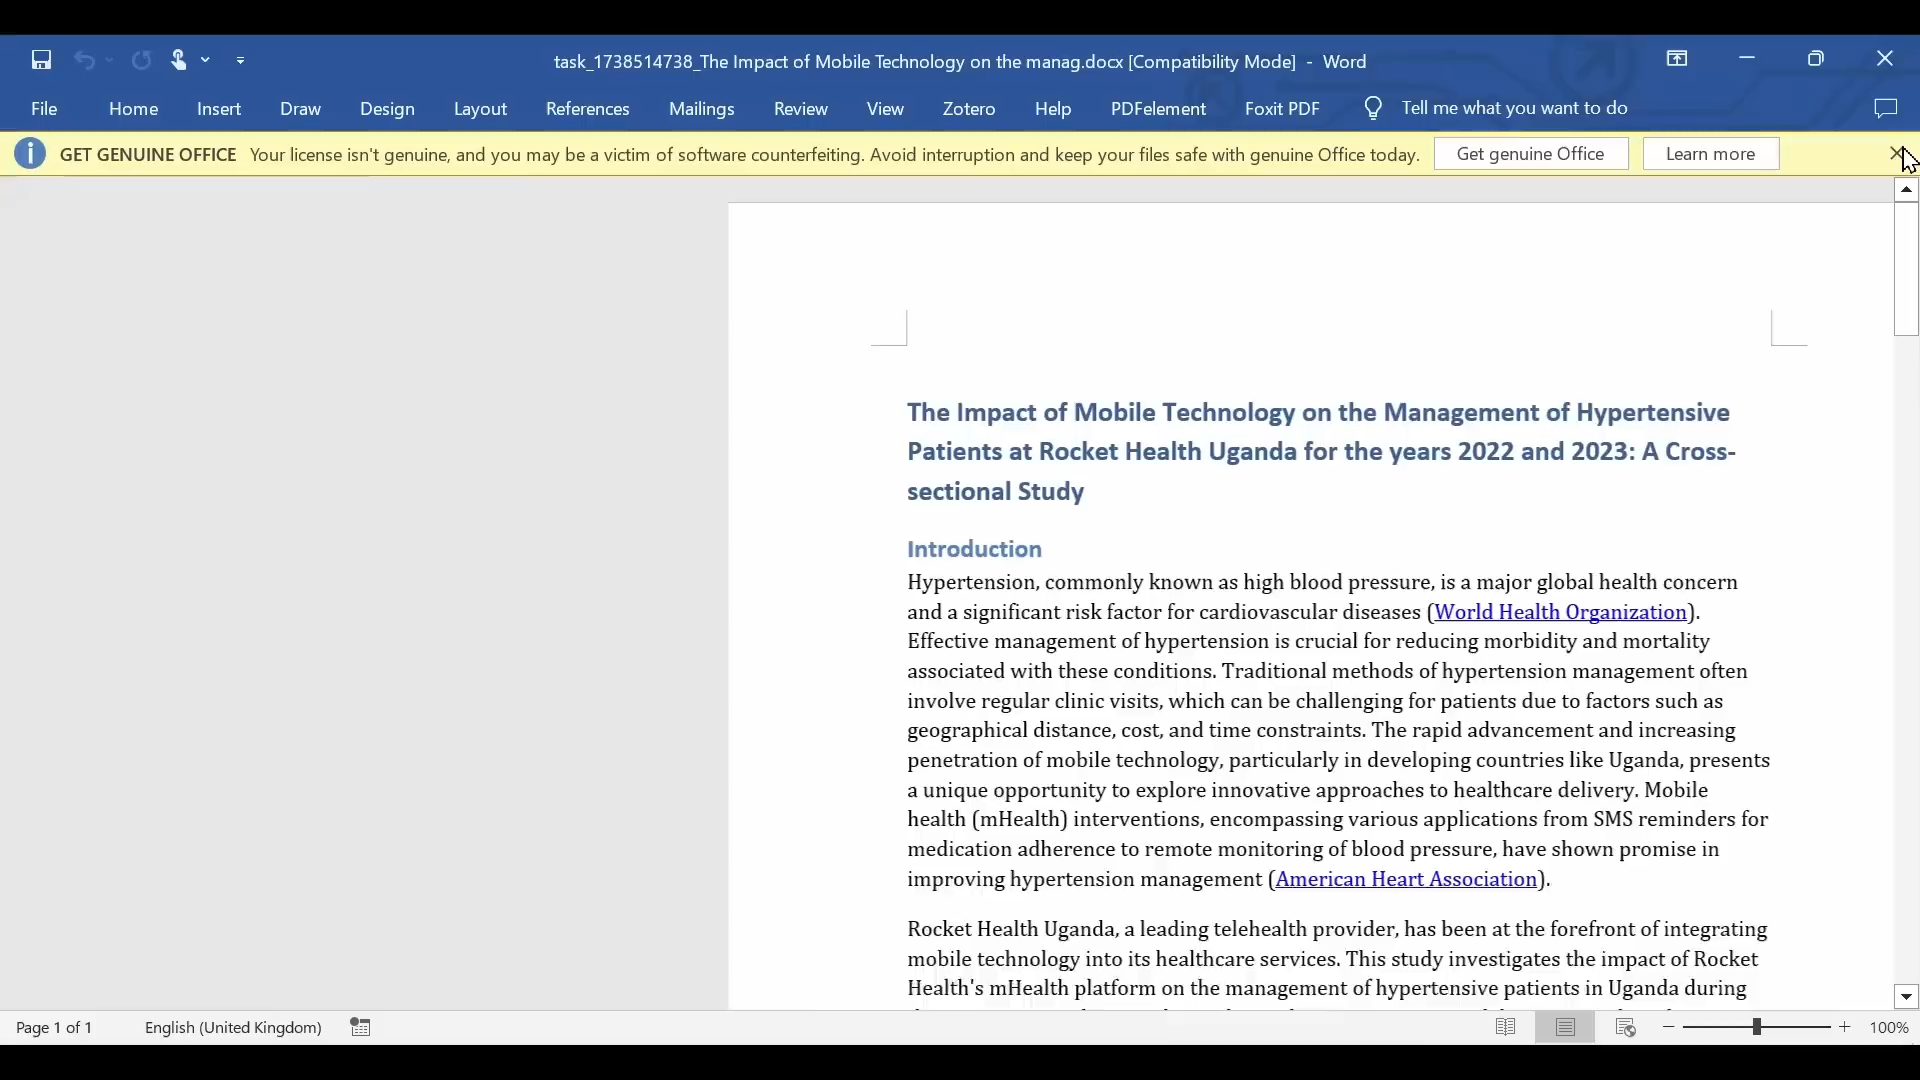 task_1738514738_The Impact of Mobile Technology on the manag.docx [Compatibility Mode] - Word
File Home Insert Draw Design Layout References Mailings Review View Zotero Help PDFelement Foxit PDF Tell me what you want to do
GET GENUINE OFFICE Your license isn't genuine, and you may be a victim of software counterfeiting. Avoid interruption and keep your files safe with genuine Office today. Get genuine Office Learn more
The Impact of Mobile Technology on the Management of Hypertensive
Patients at Rocket Health Uganda for the years 2022 and 2023: A Cross-
sectional Study
Introduction
Hypertension, commonly known as high blood pressure, is a major global health concern
and a significant risk factor for cardiovascular diseases (World Health Organization).
Effective management of hypertension is crucial for reducing morbidity and mortality
associated with these conditions. Traditional methods of hypertension management often
involve regular clinic visits, which can be challenging for patients due to factors such as
geographical distance, cost, and time constraints. The rapid advancement and increasing
penetration of mobile technology, particularly in developing countries like Uganda, presents
a unique opportunity to explore innovative approaches to healthcare delivery. Mobile
health (mHealth) interventions, encompassing various applications from SMS reminders for
medication adherence to remote monitoring of blood pressure, have shown promise in
improving hypertension management (American Heart Association).
Rocket Health Uganda, a leading telehealth provider, has been at the forefront of integrating
mobile technology into its healthcare services. This study investigates the impact of Rocket
Health's mHealth platform on the management of hypertensive patients in Uganda during
Page 1 of 1 English (United Kingdom) 100%